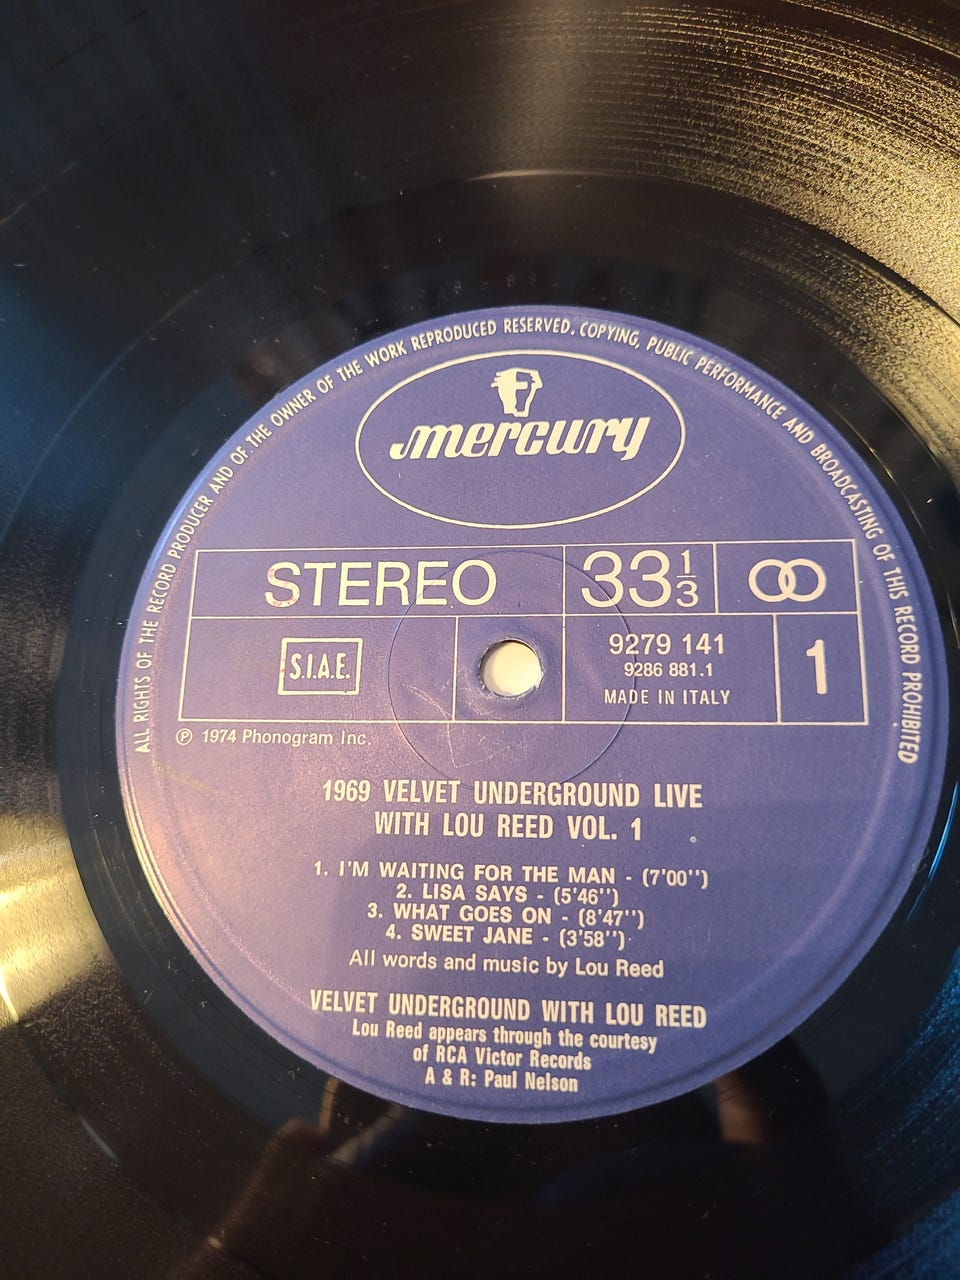 ALL RIGHTS OF THE RECORD PRODUCER AND OF THE OWNER OF THE WORK REPRODUCED RESERVED. COPYING, PUBLIC PERFORMANCE AND BROADCASTING OF THIS RECORD PROHIBITED
mercury
STEREO 33 1/3
S.I.A.E. 9279 141 1
9286 881.1
MADE IN ITALY
℗ 1974 Phonogram Inc.
1969 VELVET UNDERGROUND LIVE
WITH LOU REED VOL. 1
1. I'M WAITING FOR THE MAN - (7'00'')
2. LISA SAYS - (5'46'')
3. WHAT GOES ON - (8'47'')
4. SWEET JANE - (3'58'')
All words and music by Lou Reed
VELVET UNDERGROUND WITH LOU REED
Lou Reed appears through the courtesy
of RCA Victor Records
A & R: Paul Nelson